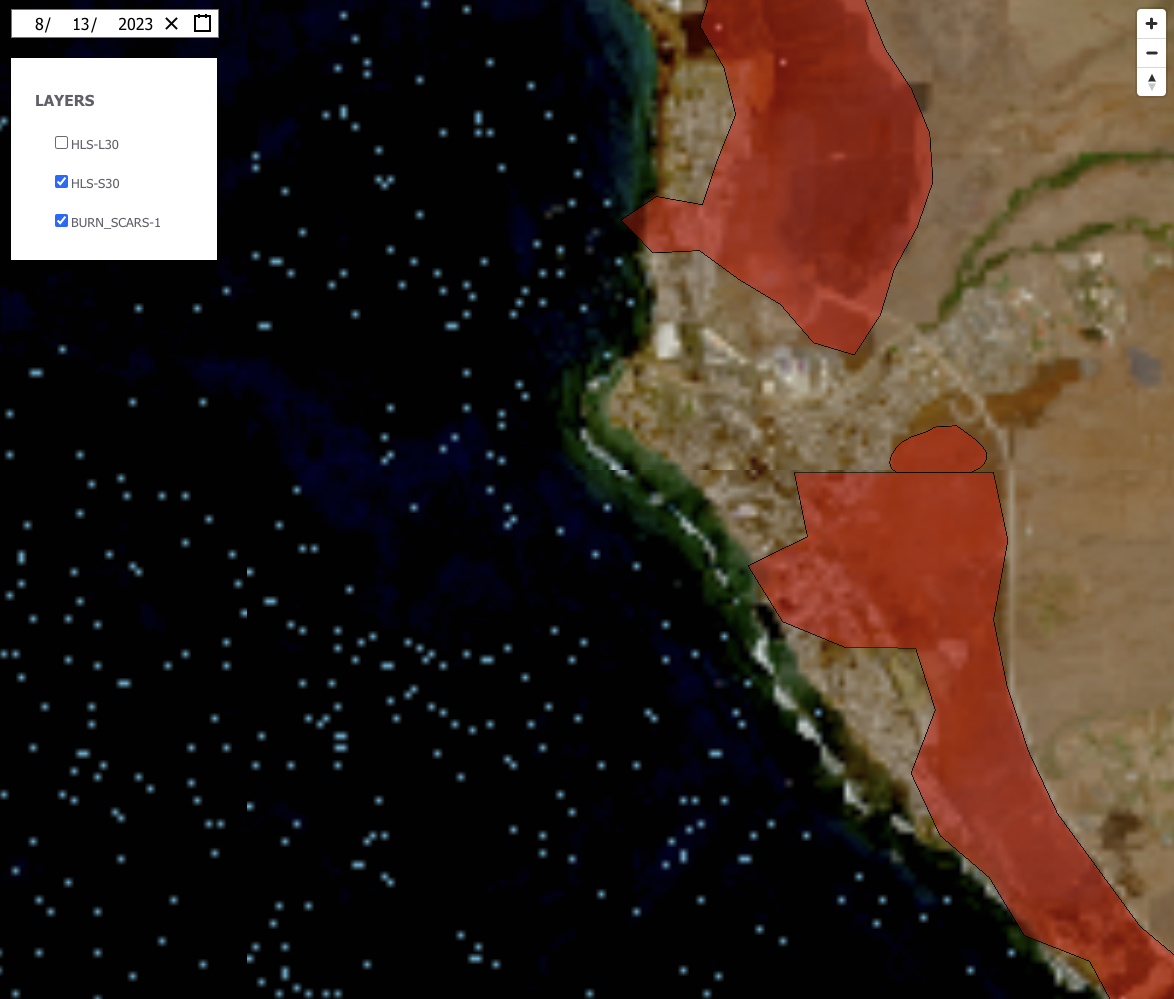 8/ 13/ 2023
LAYERS
HLS-L30
HLS-S30
BURN_SCARS-1